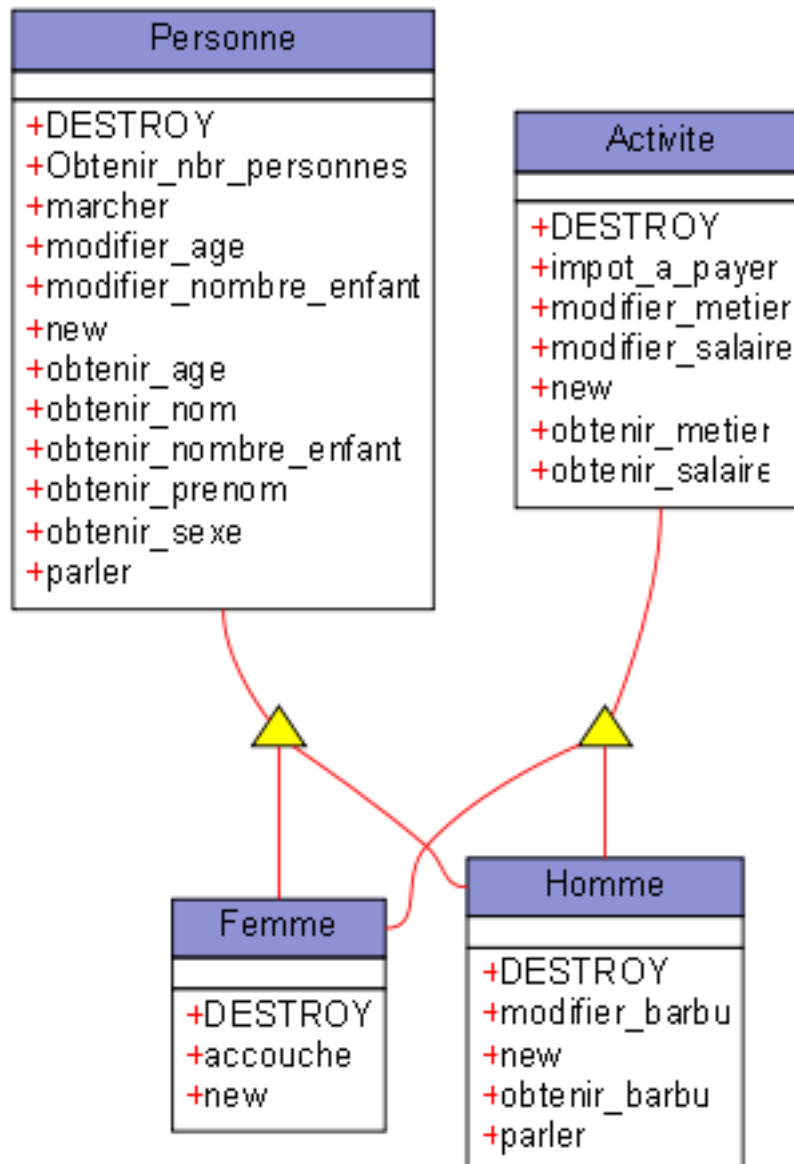 Personne
+DESTROY
+Obtenir_nbr_personnes
+marcher
+modifier_age
+modifier_nombre_enfant
+new
+obtenir_age
+obtenir_nom
+obtenir_nombre_enfant
+obtenir_prenom
+obtenir_sexe
+parler
Activite
+DESTROY
+impot_a_payer
+modifier_metier
+modifier_salaire
+new
+obtenir_metier
+obtenir_salaire
Femme
+DESTROY
+accouche
+new
Homme
+DESTROY
+modifier_barbu
+new
+obtenir_barbu
+parler